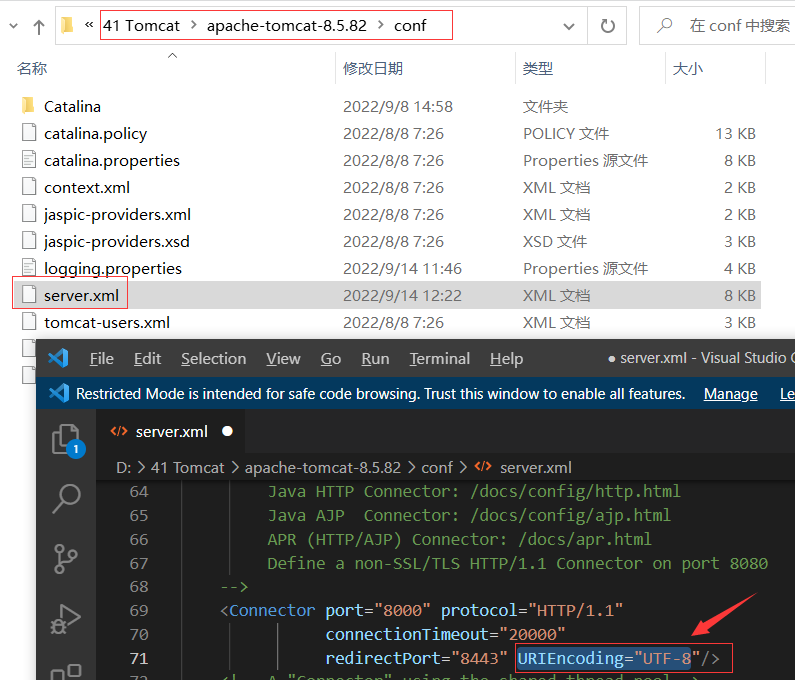 « 41 Tomcat > apache-tomcat-8.5.82 > conf
在 conf 中搜索
名称 修改日期 类型 大小
Catalina 2022/9/8 14:58 文件夹
catalina.policy 2022/8/8 7:26 POLICY 文件 13 KB
catalina.properties 2022/8/8 7:26 Properties 源文件 8 KB
context.xml 2022/8/8 7:26 XML 文档 2 KB
jaspic-providers.xml 2022/8/8 7:26 XML 文档 2 KB
jaspic-providers.xsd 2022/8/8 7:26 XSD 文件 3 KB
logging.properties 2022/9/14 11:46 Properties 源文件 4 KB
server.xml 2022/9/14 12:22 XML 文档 8 KB
tomcat-users.xml 2022/8/8 7:26 XML 文档 3 KB
File Edit Selection View Go Run Terminal Help ● server.xml - Visual Studio
Restricted Mode is intended for safe code browsing. Trust this window to enable all features. Manage
1
server.xml ●
D: > 41 Tomcat > apache-tomcat-8.5.82 > conf > server.xml
64 Java HTTP Connector: /docs/config/http.html
65 Java AJP  Connector: /docs/config/ajp.html
66 APR (HTTP/AJP) Connector: /docs/apr.html
67 Define a non-SSL/TLS HTTP/1.1 Connector on port 8080
68 -->
69 <Connector port="8000" protocol="HTTP/1.1"
70 connectionTimeout="20000"
71 redirectPort="8443" URIEncoding="UTF-8"/>
72 <!-- A "Connector" using the shared thread pool-->